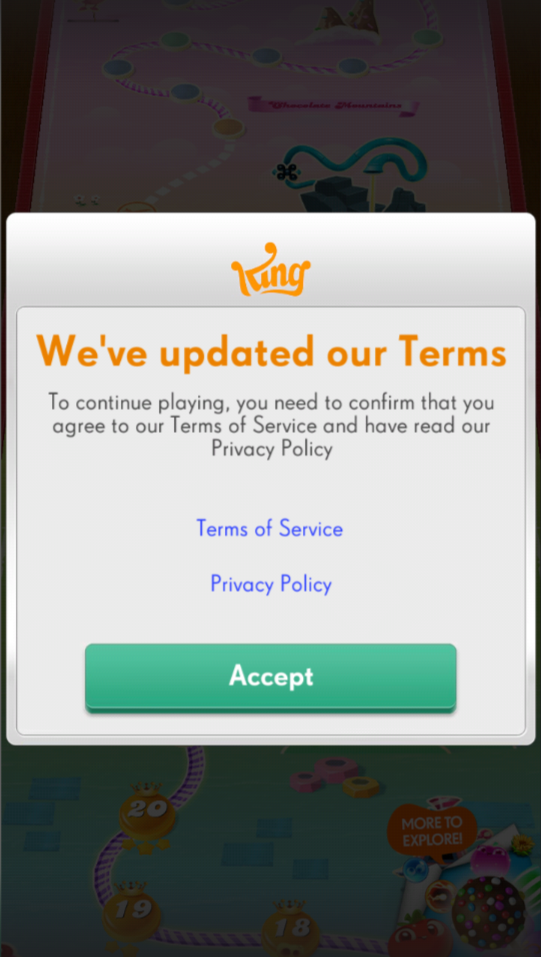 Chocolate Mountains
King
We've updated our Terms
To continue playing, you need to confirm that you
agree to our Terms of Service and have read our
Privacy Policy
Terms of Service
Privacy Policy
Accept
20
MORE TO
EXPLORE!
19
18